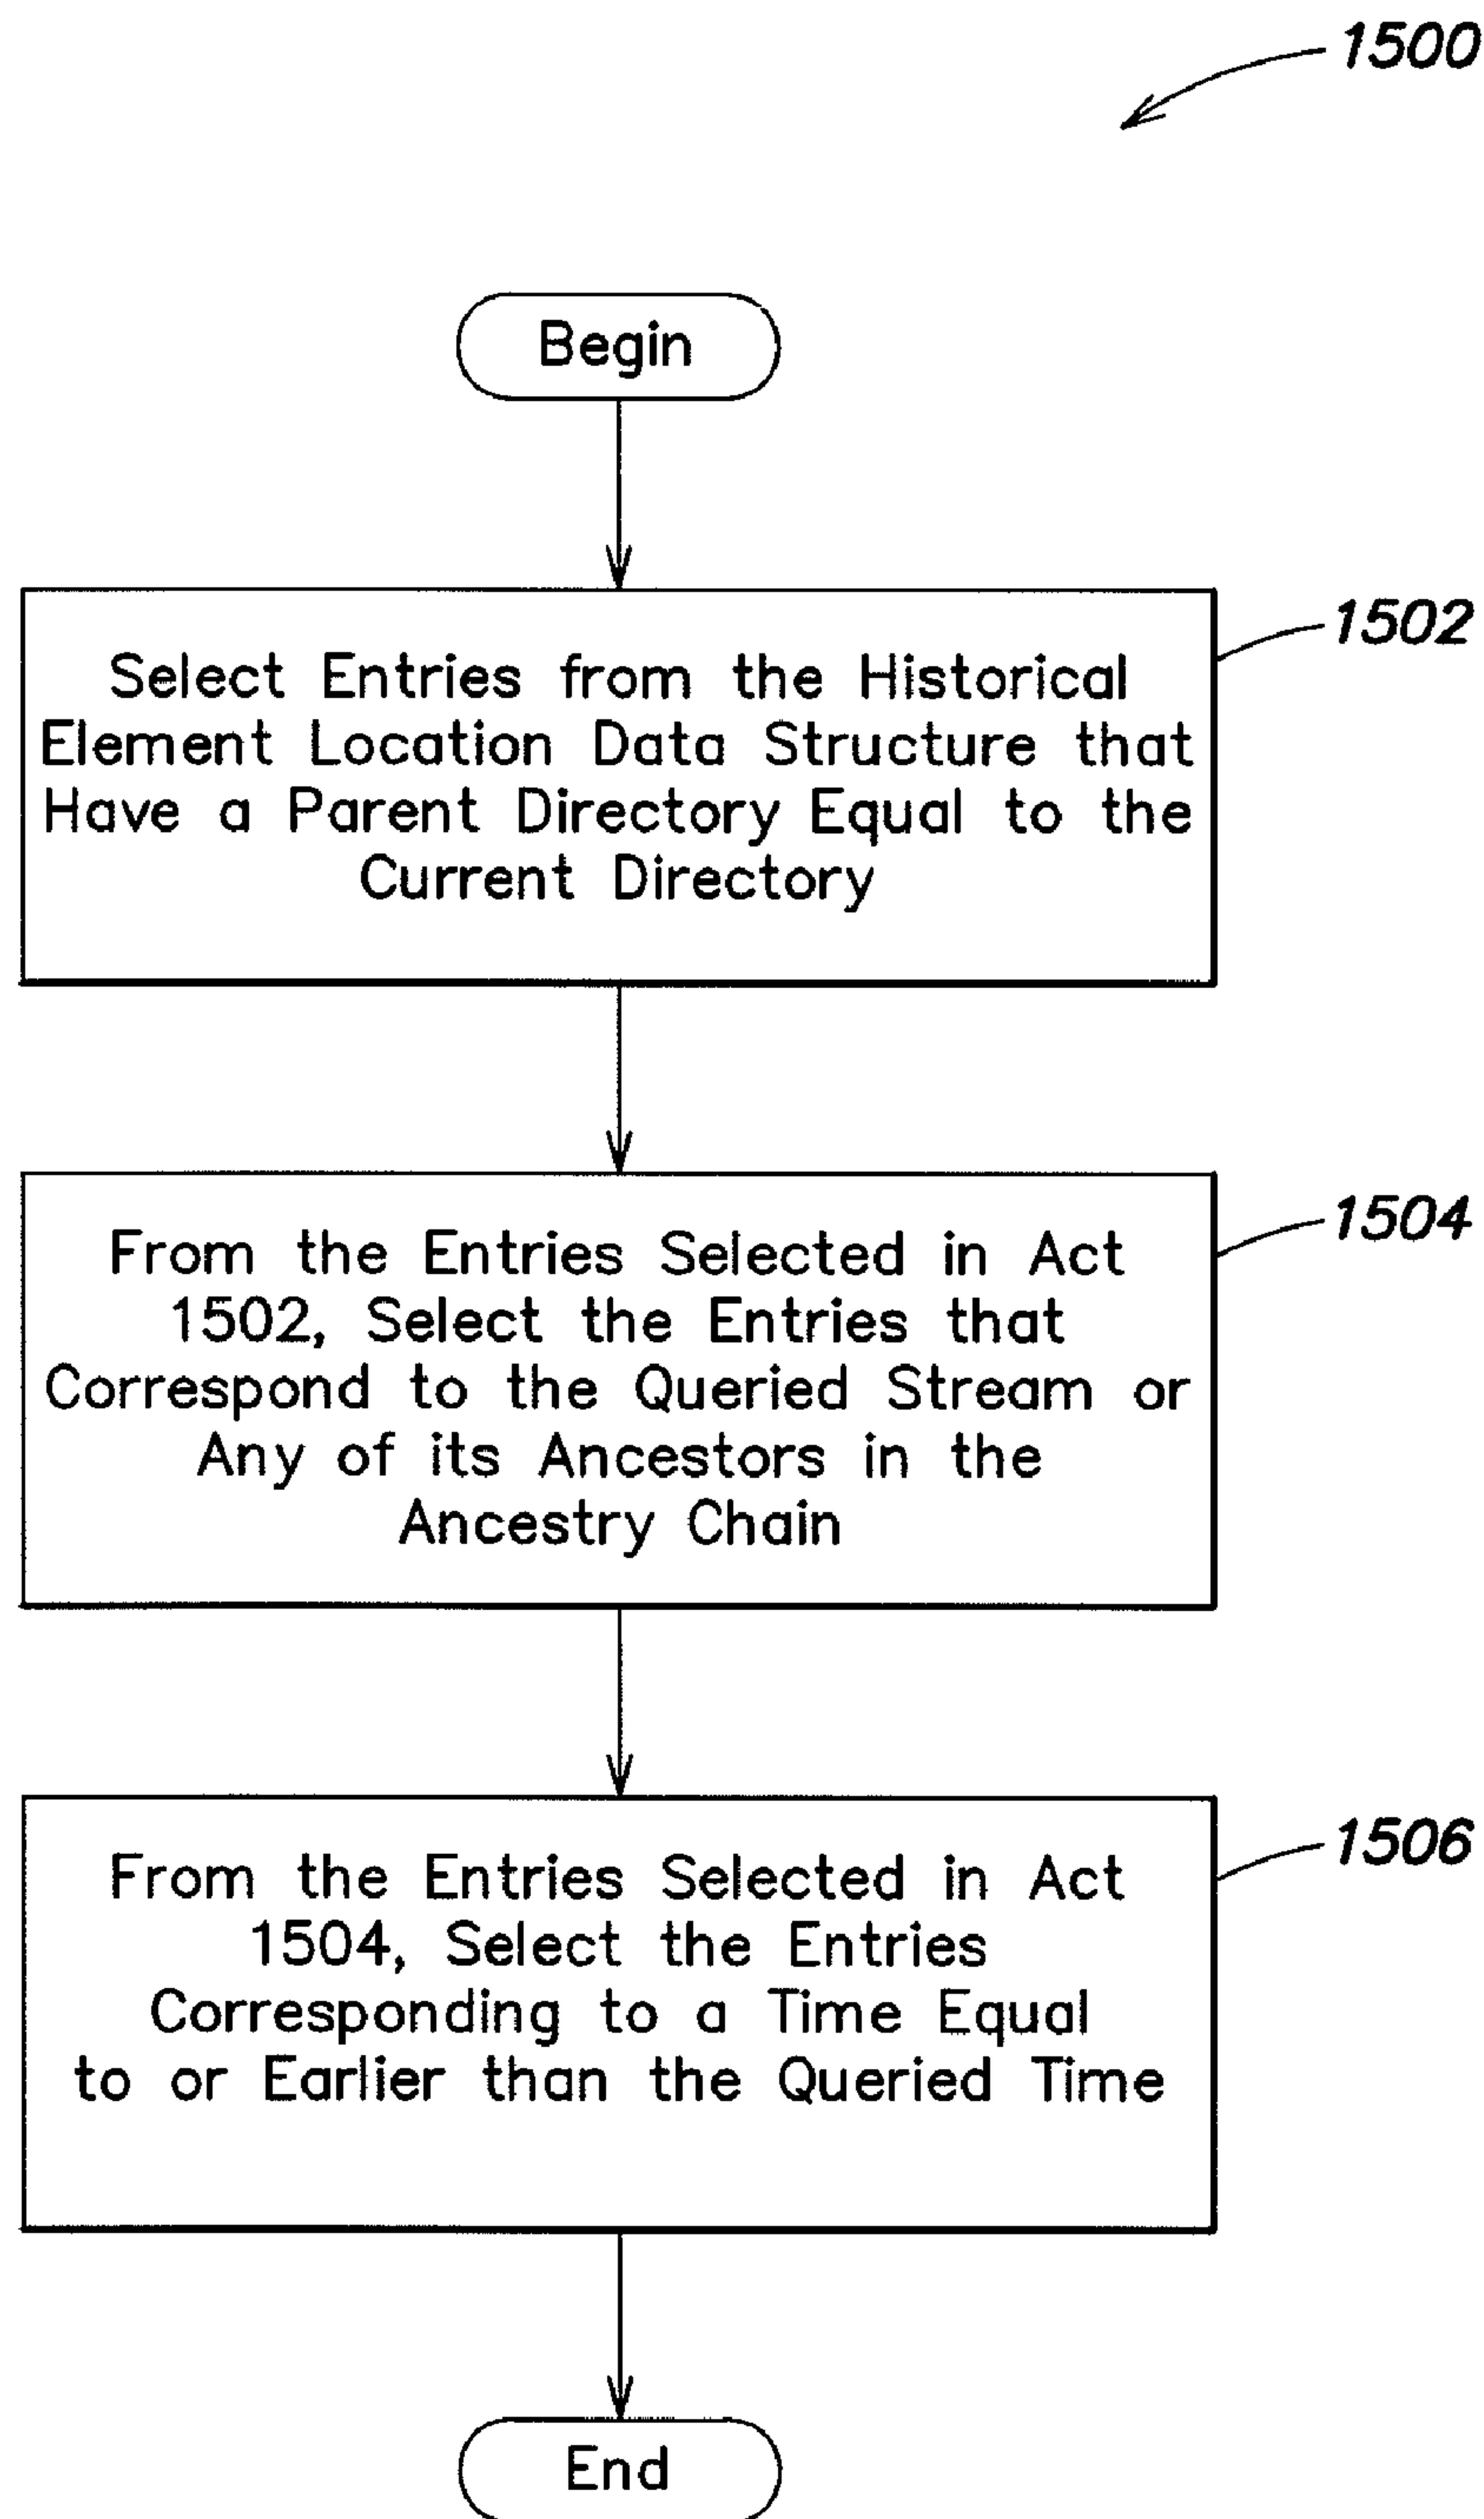 1500
Begin
1502
Select Entries from the Historical
Element Location Data Structure that
Have a Parent Directory Equal to the
Current Directory
1504
From the Entries Selected in Act
1502, Select the Entries that
Correspond to the Queried Stream or
Any of its Ancestors in the
Ancestry Chain
1506
From the Entries Selected in Act
1504, Select the Entries
Corresponding to a Time Equal
to or Earlier than the Queried Time
End